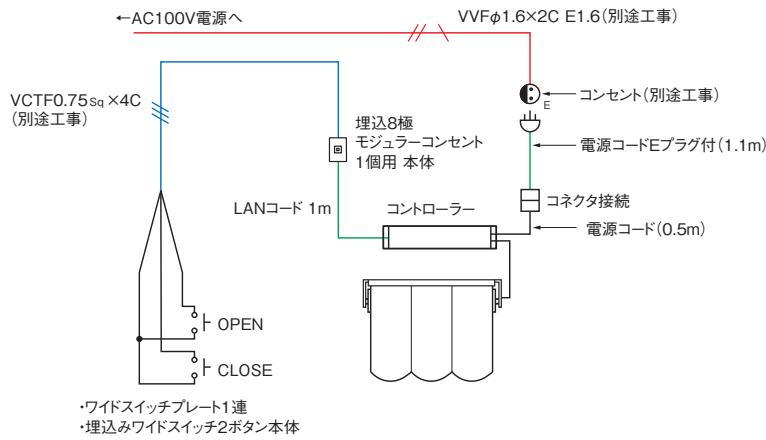 ←AC100V電源へ
VVFφ1.6×2C E1.6(別途工事)
VCTF0.75sq×4C
(別途工事)
コンセント(別途工事)
E
埋込8極
モジュラーコンセント
1個用 本体
電源コードEプラグ付(1.1m)
コネクタ接続
LANコード 1m
コントローラー
電源コード(0.5m)
OPEN
CLOSE
・ワイドスイッチプレート1連
・埋込みワイドスイッチ2ボタン本体